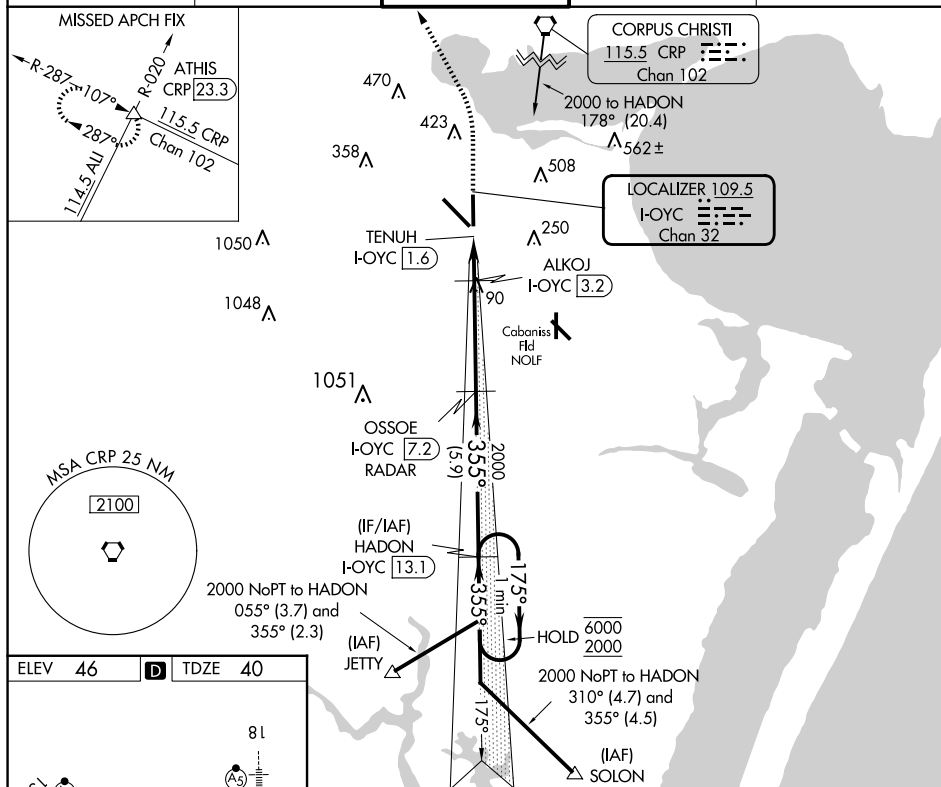 MISSED APCH FIX
R-020
ATHIS
CRP 23.3
R-287
107°
287°
115.5 CRP
Chan 102
114.5 ALI
CORPUS CHRISTI
115.5 CRP
Chan 102
2000 to HADON
178° (20.4)
470
423
358
562 ±
508
LOCALIZER 109.5
I-OYC
Chan 32
1050
TENUH
I-OYC 1.6
250
ALKOJ
I-OYC 3.2
90
1048
Cabaniss
Fld
NOLF
1051
OSSOE
I-OYC 7.2
RADAR
355°
2000
(5.9)
MSA CRP 25 NM
2100
(IF/IAF)
HADON
I-OYC 13.1
175°
1 min
355°
2000 NoPT to HADON
055° (3.7) and
355° (2.3)
(IAF)
JETTY
HOLD 6000
2000
2000 NoPT to HADON
310° (4.7) and
355° (4.5)
175°
(IAF)
SOLON
ELEV 46
D
TDZE 40
18
A5